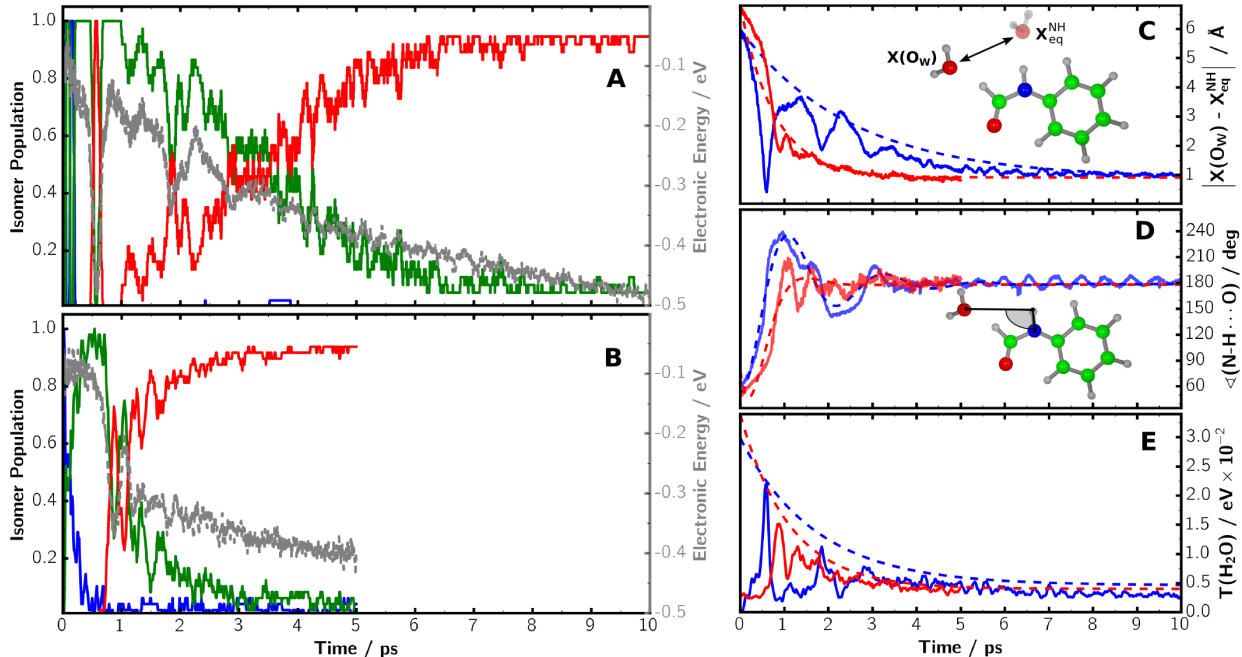 1.0
0.8
0.6
0.4
0.2
Isomer Population
A
-0.1
-0.2
-0.3
-0.4
-0.5
Electronic Energy / eV
1.0
0.8
0.6
0.4
0.2
Isomer Population
B
-0.1
-0.2
-0.3
-0.4
-0.5
Electronic Energy / eV
0 1 2 3 4 5 6 7 8 9 10
Time / ps
C
X(O_W)
X_eq^NH
6
5
4
3
2
1
|X(O_W) - X_eq^NH| / Å
D
240
210
180
150
120
90
60
∢(N-H ··· O) / deg
E
3.0
2.5
2.0
1.5
1.0
0.5
0.0
T(H₂O) / eV × 10⁻²
0 1 2 3 4 5 6 7 8 9 10
Time / ps